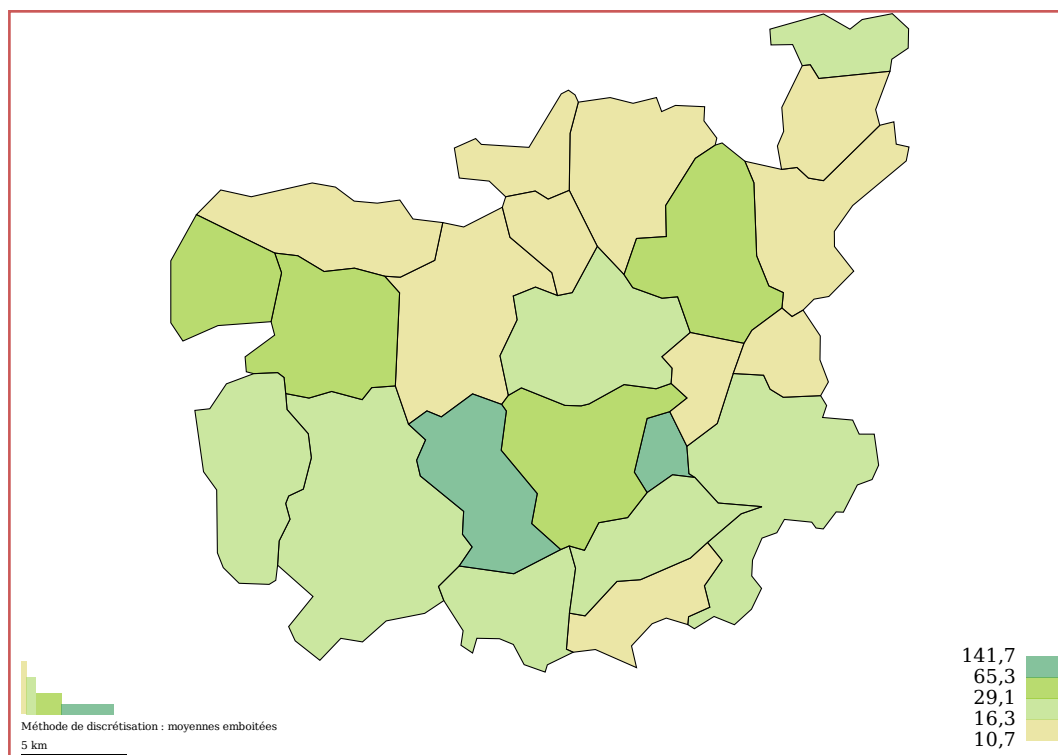 141,7
65,3
29,1
16,3
10,7
Méthode de discrétisation : moyennes emboitées
5 km